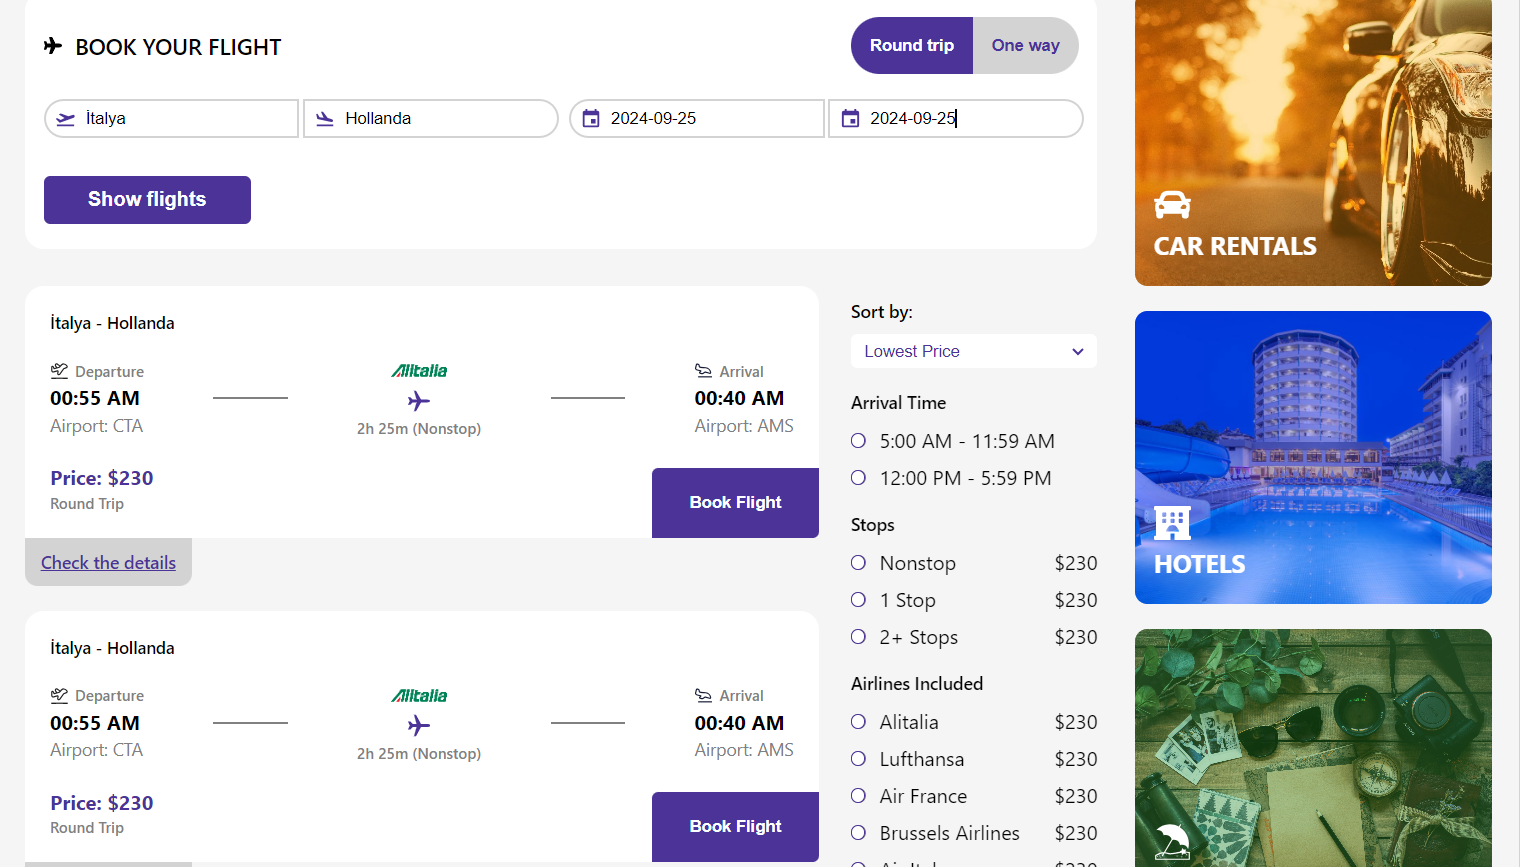 BOOK YOUR FLIGHT
Round trip
One way
İtalya
Hollanda
2024-09-25
2024-09-25
Show flights
CAR RENTALS
İtalya - Hollanda
Departure
Alitalia
Arrival
00:55 AM
00:40 AM
Airport: CTA
2h 25m (Nonstop)
Airport: AMS
Price: $230
Round Trip
Book Flight
Check the details
İtalya - Hollanda
Departure
Alitalia
Arrival
00:55 AM
00:40 AM
Airport: CTA
2h 25m (Nonstop)
Airport: AMS
Price: $230
Round Trip
Book Flight
Sort by:
Lowest Price
Arrival Time
5:00 AM - 11:59 AM
12:00 PM - 5:59 PM
Stops
Nonstop $230
1 Stop $230
2+ Stops $230
Airlines Included
Alitalia $230
Lufthansa $230
Air France $230
Brussels Airlines $230
HOTELS